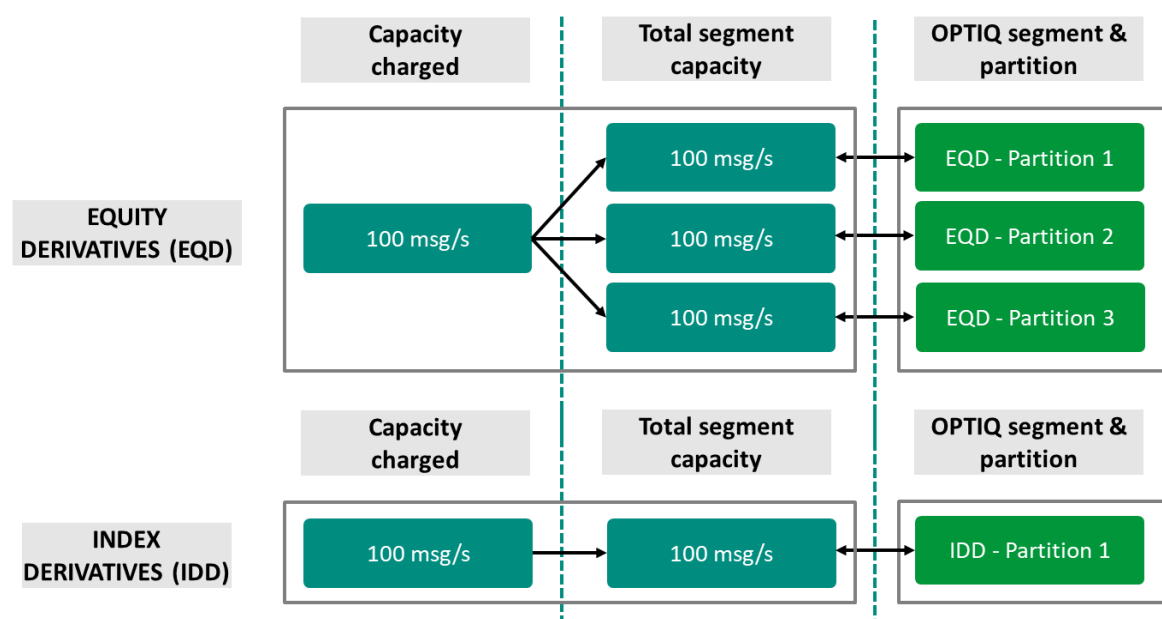 Capacity
charged
Total segment
capacity
OPTIQ segment &
partition
EQUITY
DERIVATIVES (EQD)
100 msg/s
100 msg/s
EQD - Partition 1
100 msg/s
EQD - Partition 2
100 msg/s
EQD - Partition 3
Capacity
charged
Total segment
capacity
OPTIQ segment &
partition
INDEX
DERIVATIVES (IDD)
100 msg/s
100 msg/s
IDD - Partition 1